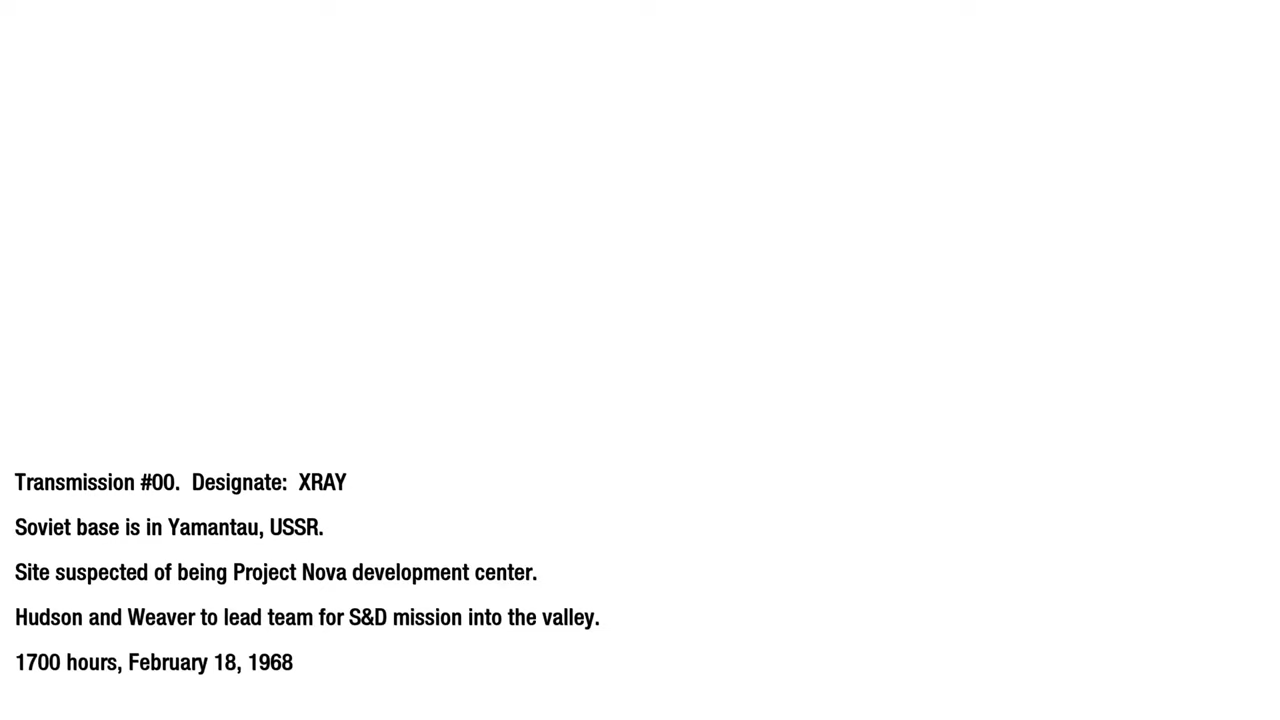 Transmission #00.  Designate:  XRAY
Soviet base is in Yamantau, USSR.
Site suspected of being Project Nova development center.
Hudson and Weaver to lead team for S&D mission into the valley.
1700 hours, February 18, 1968